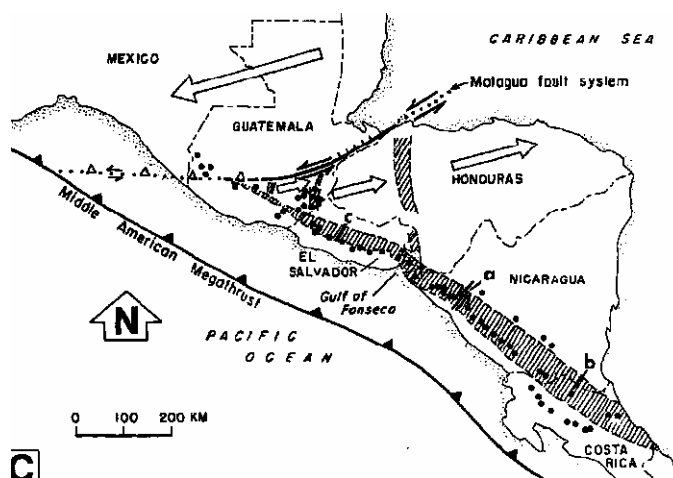 CARIBBEAN SEA
MEXICO
Motagua fault system
GUATEMALA
HONDURAS
c
EL
SALVADOR
a
NICARAGUA
Gulf of
Fonseca
Middle American Megathrust
N
PACIFIC
OCEAN
b
0 100 200 KM
COSTA
RICA
C